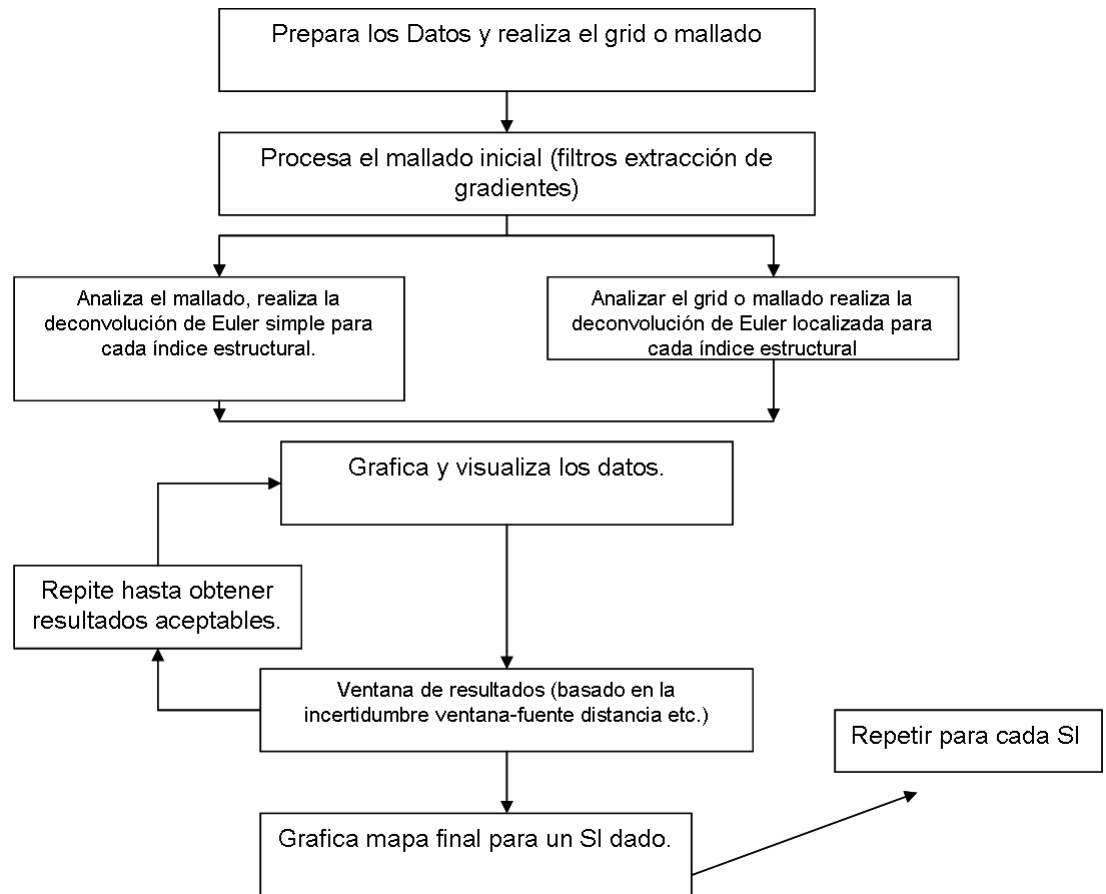 Prepara los Datos y realiza el grid o mallado
Procesa el mallado inicial (filtros extracción de
gradientes)
Analiza el mallado, realiza la
deconvolución de Euler simple para
cada índice estructural.
Analizar el grid o mallado realiza la
deconvolución de Euler localizada para
cada índice estructural
Grafica y visualiza los datos.
Repite hasta obtener
resultados aceptables.
Ventana de resultados (basado en la
incertidumbre ventana-fuente distancia etc.)
Repetir para cada SI
Grafica mapa final para un SI dado.